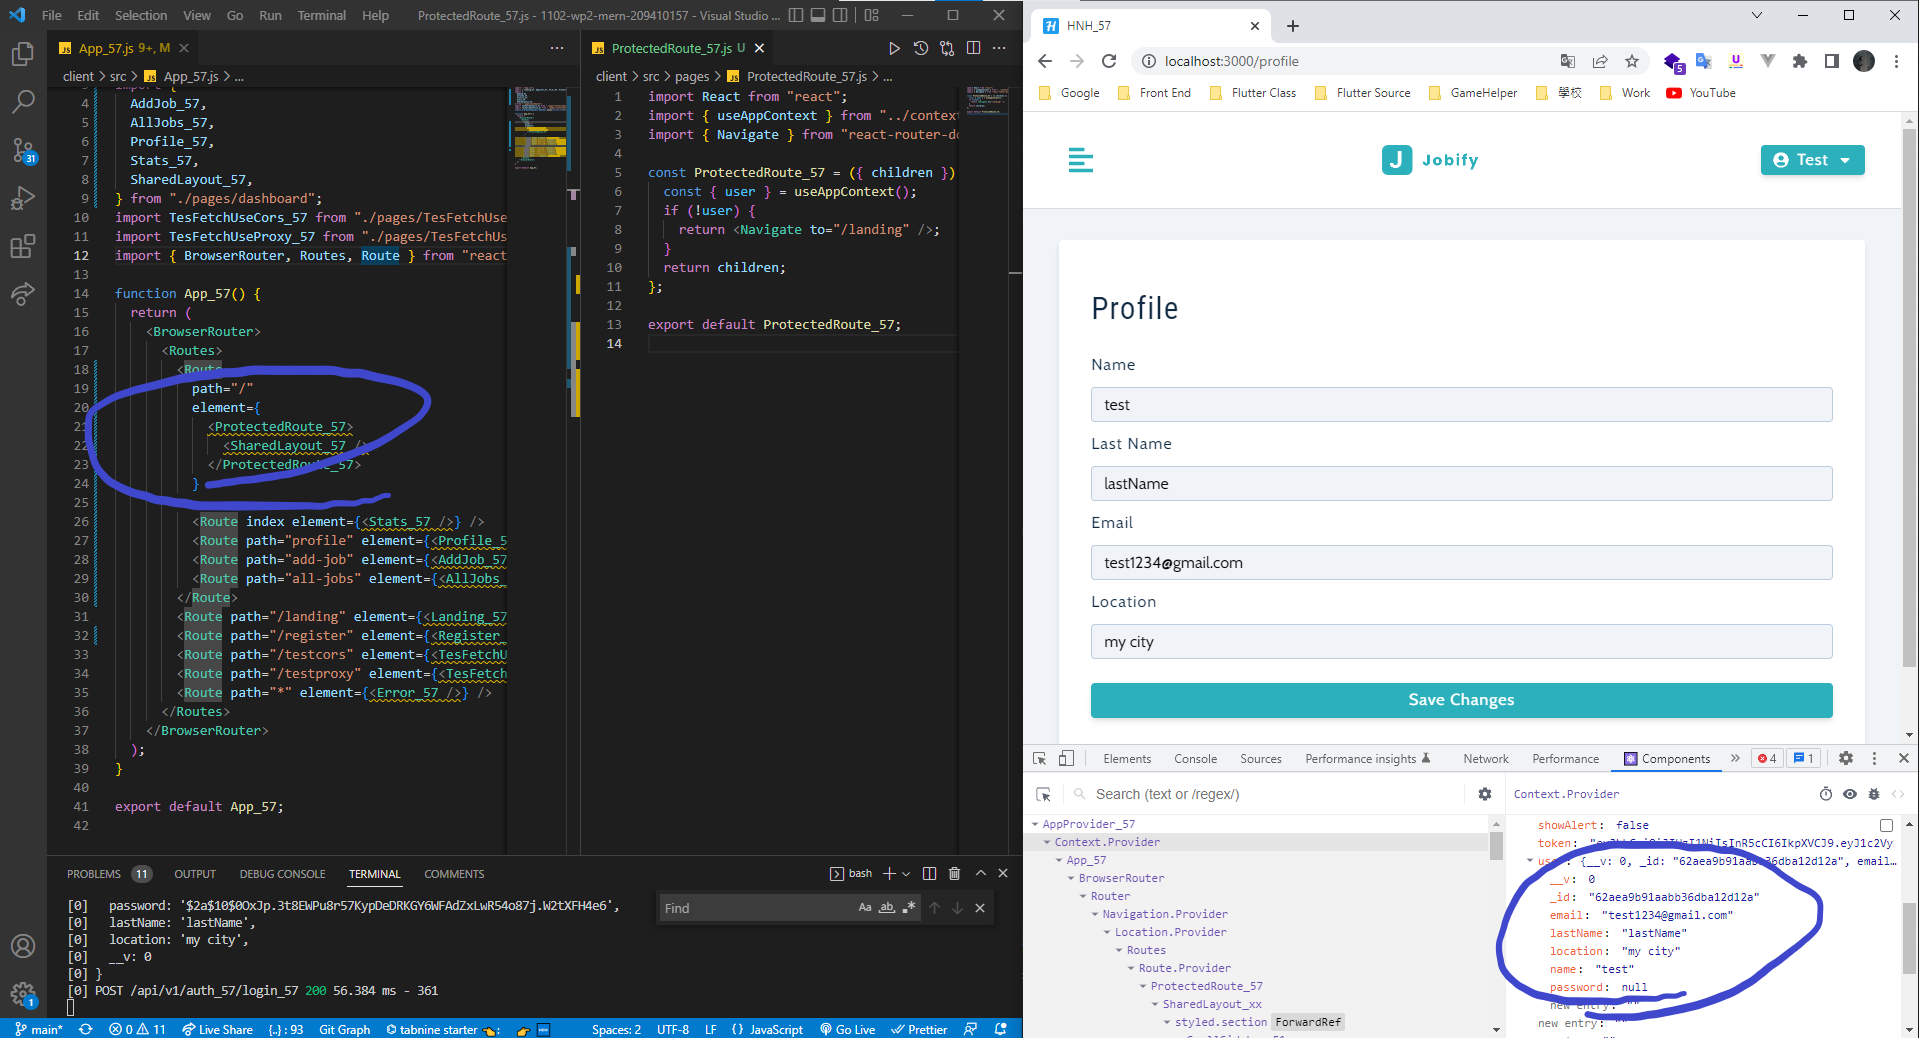 File Edit Selection View Go Run Terminal Help ProtectedRoute_57.js - 1102-wp2-mern-209410157 - Visual Studio ...
App_57.js 9+, M
client > src > App_57.js > ...
import {
4 AddJob_57,
5 AllJobs_57,
6 Profile_57,
7 Stats_57,
8 SharedLayout_57,
9 } from "./pages/dashboard";
10 import TesFetchUseCors_57 from "./pages/TesFetchUse
11 import TesFetchUseProxy_57 from "./pages/TesFetchUs
12 import { BrowserRouter, Routes, Route } from "react
13
14 function App_57() {
15 return (
16 <BrowserRouter>
17 <Routes>
18 <Route
19 path="/"
20 element={
21 <ProtectedRoute_57>
22 <SharedLayout_57 />
23 </ProtectedRoute_57>
24 }
25
26 <Route index element={<Stats_57 />} />
27 <Route path="profile" element={<Profile_5
28 <Route path="add-job" element={<AddJob_57
29 <Route path="all-jobs" element={<AllJobs_
30 </Route>
31 <Route path="/landing" element={<Landing_57
32 <Route path="/register" element={<Register_
33 <Route path="/testcors" element={<TesFetchU
34 <Route path="/testproxy" element={<TesFetch
35 <Route path="*" element={<Error_57 />} />
36 </Routes>
37 </BrowserRouter>
38 );
39 }
40
41 export default App_57;
42
ProtectedRoute_57.js U
client > src > pages > ProtectedRoute_57.js > ...
1 import React from "react";
2 import { useAppContext } from "../context
3 import { Navigate } from "react-router-do
4
5 const ProtectedRoute_57 = ({ children })
6 const { user } = useAppContext();
7 if (!user) {
8 return <Navigate to="/landing" />;
9 }
10 return children;
11 };
12
13 export default ProtectedRoute_57;
14
PROBLEMS 11 OUTPUT DEBUG CONSOLE TERMINAL COMMENTS bash
Find Aa ab
[0] password: '$2a$10$0OxJp.3t8EWPu8r57KypDeDRKGY6WFAdZxLwR54o87j.W2tXFH4e6',
[0] lastName: 'lastName',
[0] location: 'my city',
[0] __v: 0
[0] }
[0] POST /api/v1/auth_57/login_57 200 56.384 ms - 361
31
1
main* 0 11 Live Share {..} : 93 Git Graph tabnine starter Spaces: 2 UTF-8 LF JavaScript Go Live Prettier
HNH_57
localhost:3000/profile
5
Google Front End Flutter Class Flutter Source GameHelper 學校 Work YouTube
J Jobify
Test
Profile
Name
test
Last Name
lastName
Email
test1234@gmail.com
Location
my city
Save Changes
Elements Console Sources Performance insights Network Performance Components 4 1
Search (text or /regex/)
AppProvider_57
Context.Provider
App_57
BrowserRouter
Router
Navigation.Provider
Location.Provider
Routes
Route.Provider
ProtectedRoute_57
SharedLayout_xx
styled.section ForwardRef
Context.Provider
showAlert: false
user: {__v: 0, _id: "62aea9b91aabb36dba12d12a", email...
__v: 0
_id: "62aea9b91aabb36dba12d12a"
email: "test1234@gmail.com"
lastName: "lastName"
location: "my city"
name: "test"
password: null
new entry: ""
new entry: ""